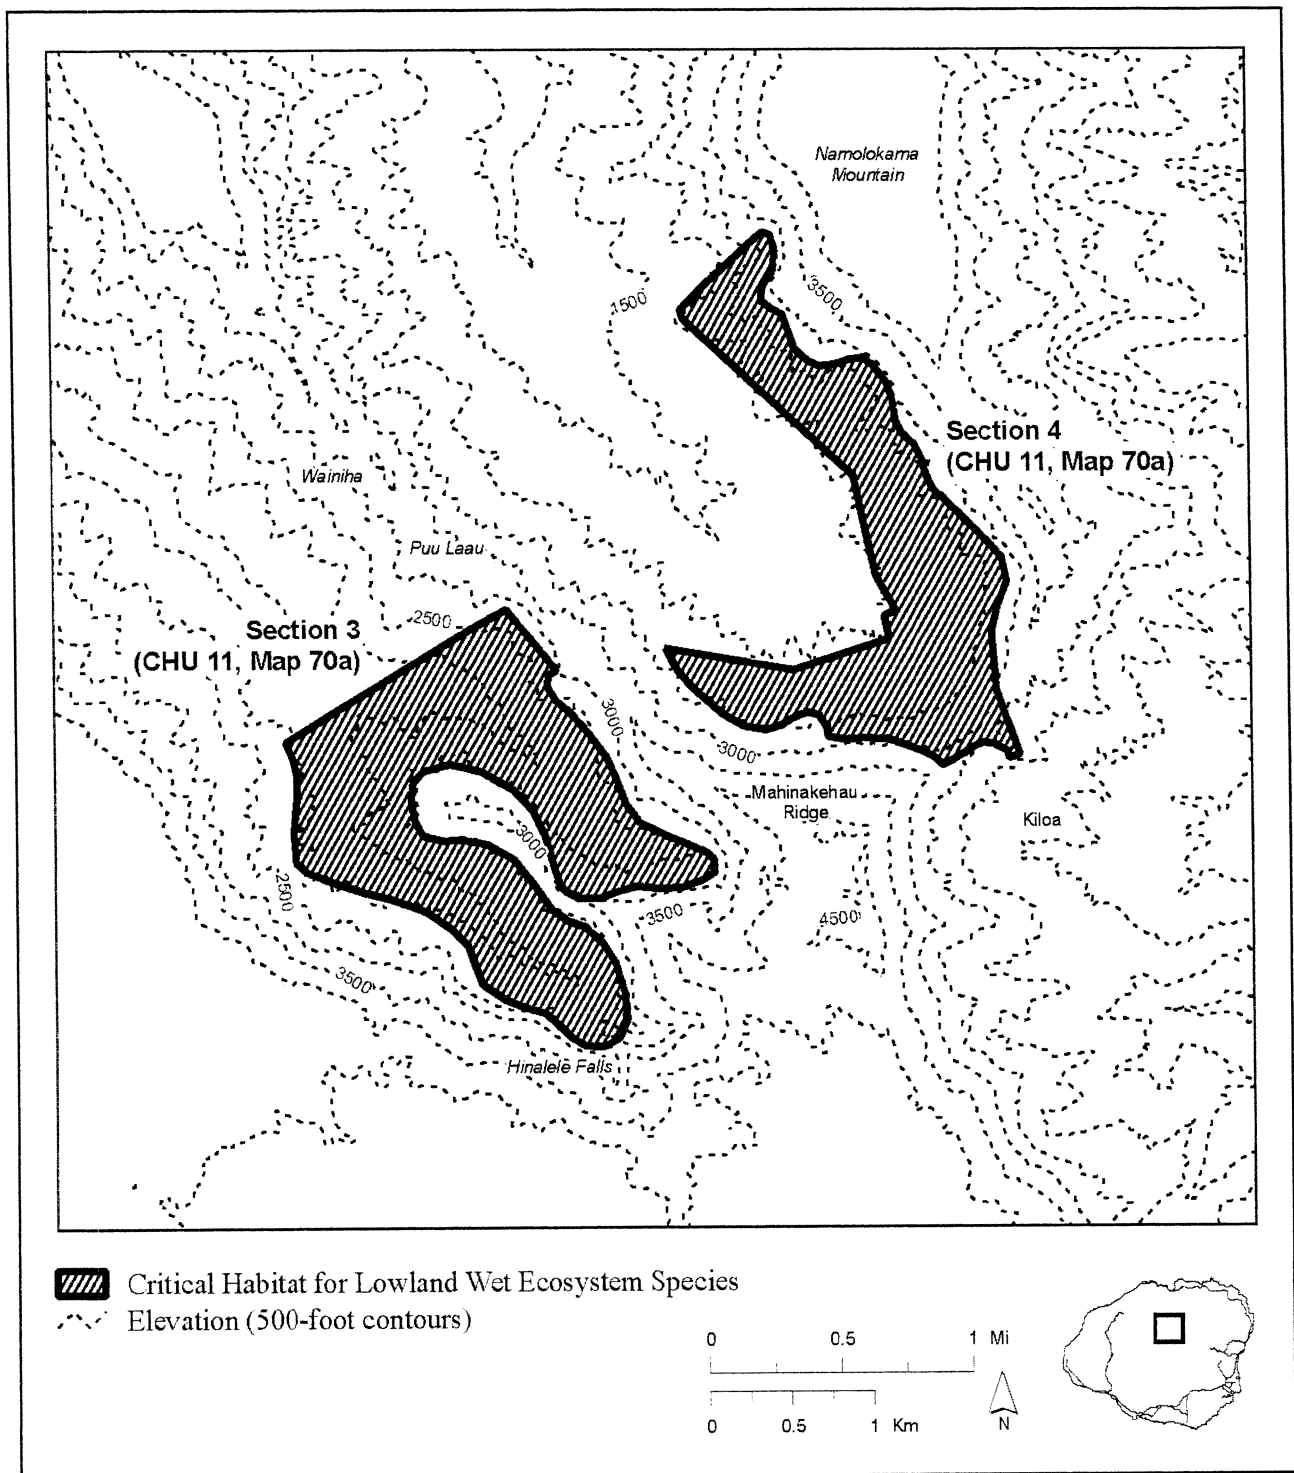 Namolokama
Mountain
3500
1500
Section 4
(CHU 11, Map 70a)
Wainiha
Puu Laau
2500
Section 3
(CHU 11, Map 70a)
3000
3000
Mahinakehau
Ridge
Kiloa
3000
2500
3500
4500
3500
Hinalele Falls
Critical Habitat for Lowland Wet Ecosystem Species
Elevation (500-foot contours)
0 0.5 1 Mi
0 0.5 1 Km
N